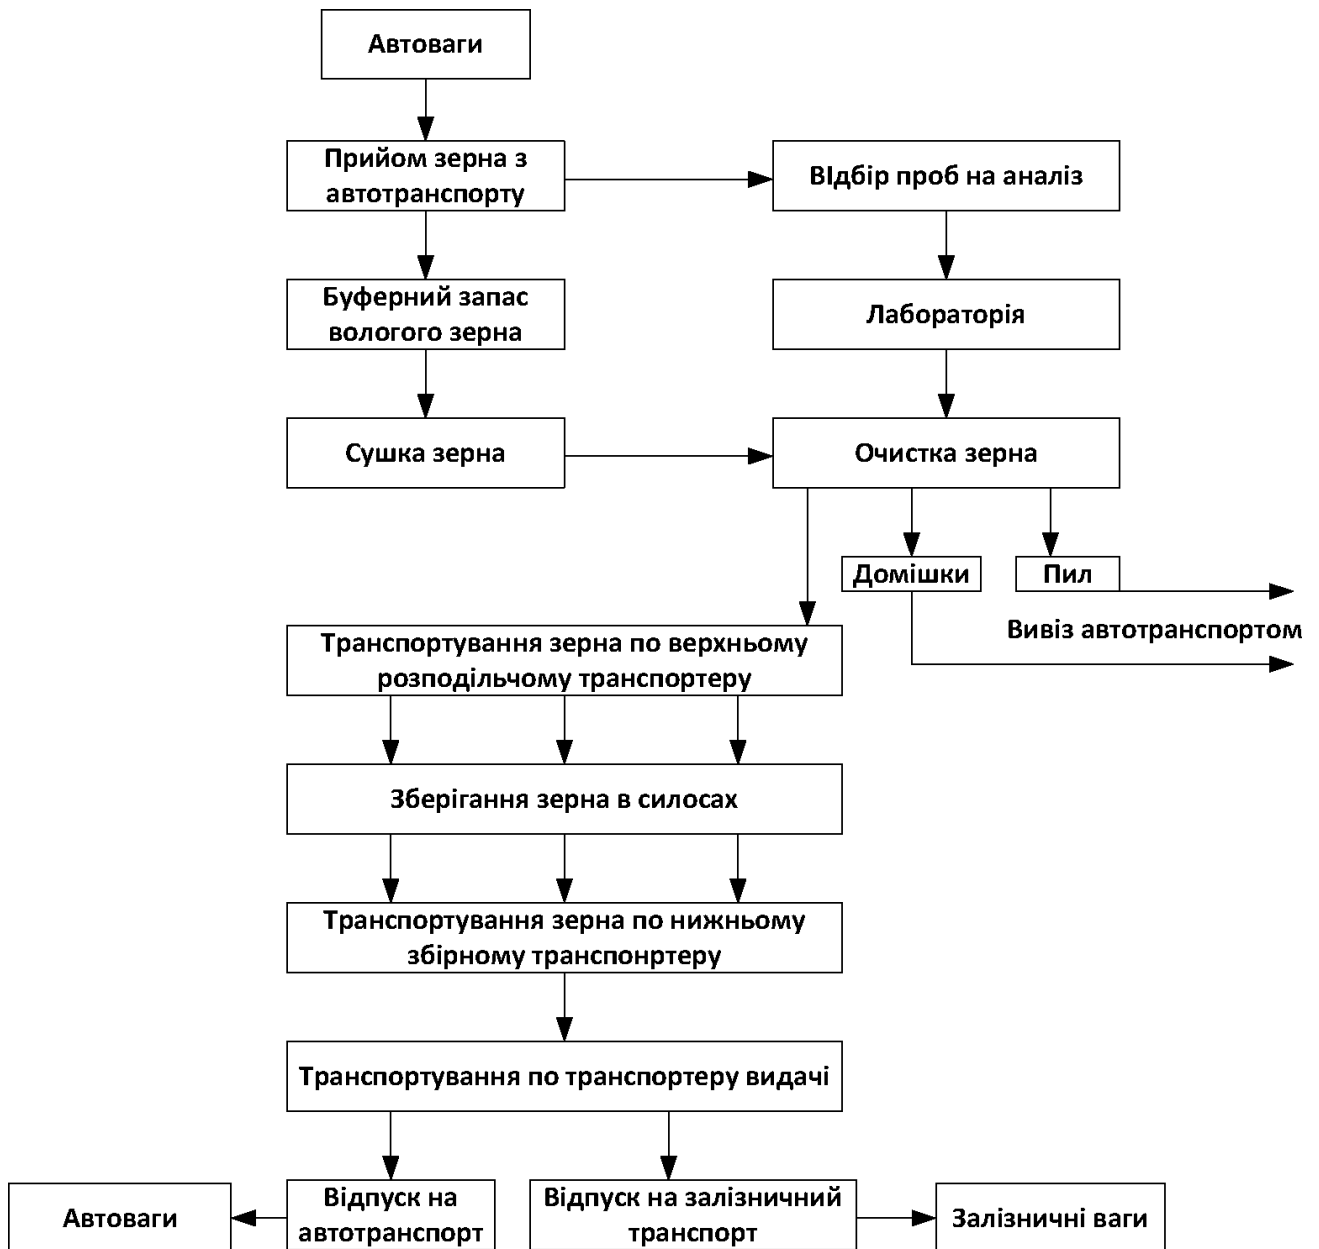 Автоваги
Прийом зерна з
автотранспорту
ВІдбір проб на аналіз
Буферний запас
вологого зерна
Лабораторія
Сушка зерна
Очистка зерна
Домішки
Пил
Вивіз автотранспортом
Транспортування зерна по верхньому
розподільчому транспортеру
Зберігання зерна в силосах
Транспортування зерна по нижньому
збірному транспонртеру
Транспортування по транспортеру видачі
Автоваги
Відпуск на
автотранспорт
Відпуск на залізничний
транспорт
Залізничні ваги